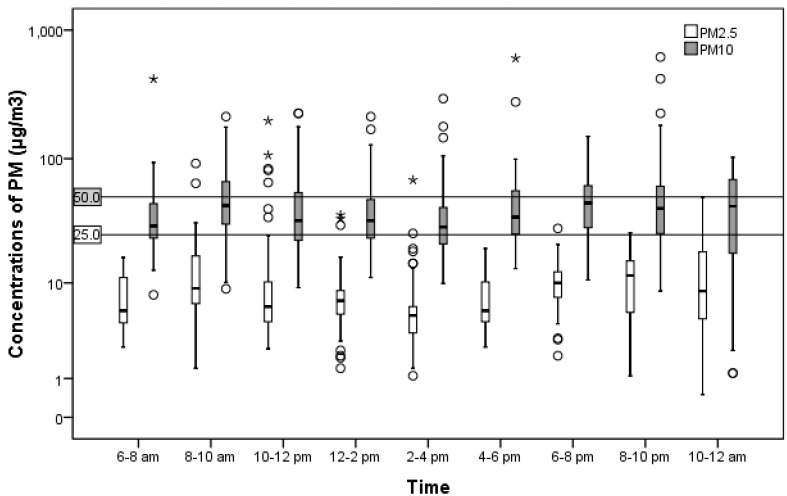 1,000
PM2.5
PM10
100
50.0
25.0
10
1
0
Concentrations of PM (µg/m3)
6-8 am
8-10 am
10-12 pm
12-2 pm
2-4 pm
4-6 pm
6-8 pm
8-10 pm
10-12 am
Time